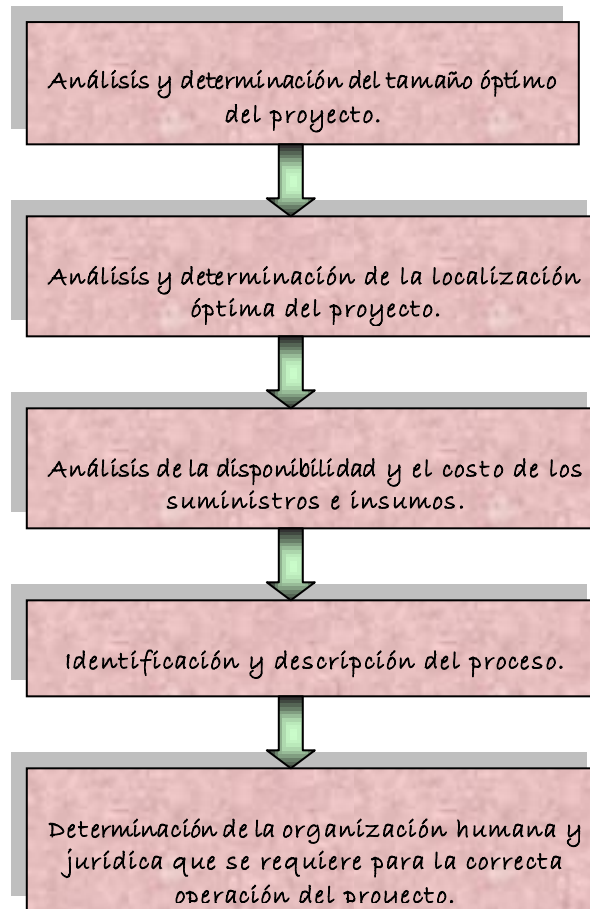 Análisis y determinación del tamaño óptimo
del proyecto.
Análisis y determinación de la localización
óptima del proyecto.
Análisis de la disponibilidad y el costo de los
suministros e insumos.
Identificación y descripción del proceso.
Determinación de la organización humana y
jurídica que se requiere para la correcta
operación del proyecto.